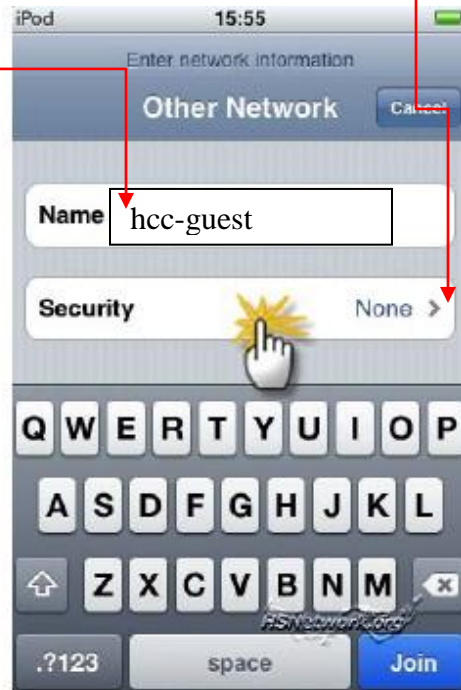 iPod 15:55
Enter network information
Other Network Cancel
Name hcc-guest
Security None >
Q W E R T Y U I O P
A S D F G H J K L
Z X C V B N M
HSNetwork.org
.?123 space Join